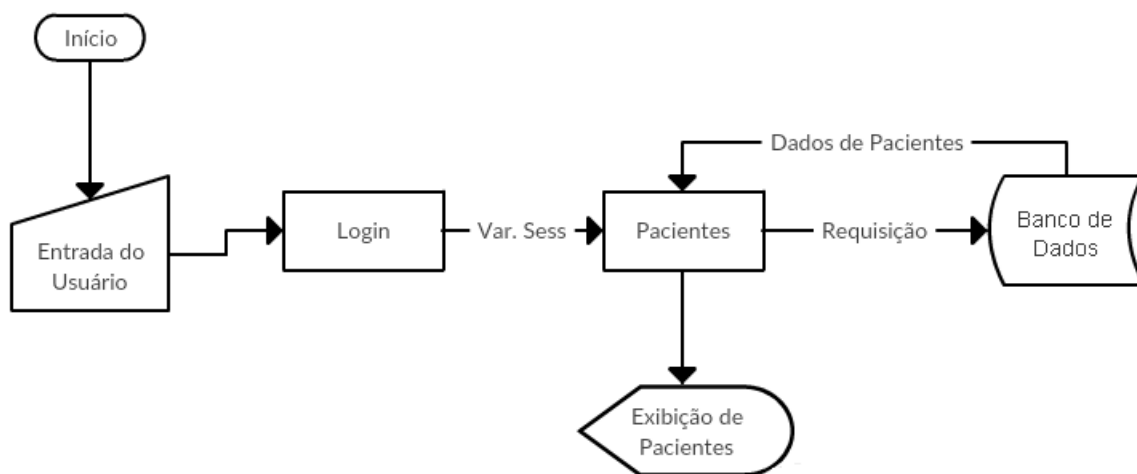 Início
Dados de Pacientes
Entrada do
Usuário
Login
Var. Sess
Pacientes
Requisição
Banco de
Dados
Exibição de
Pacientes